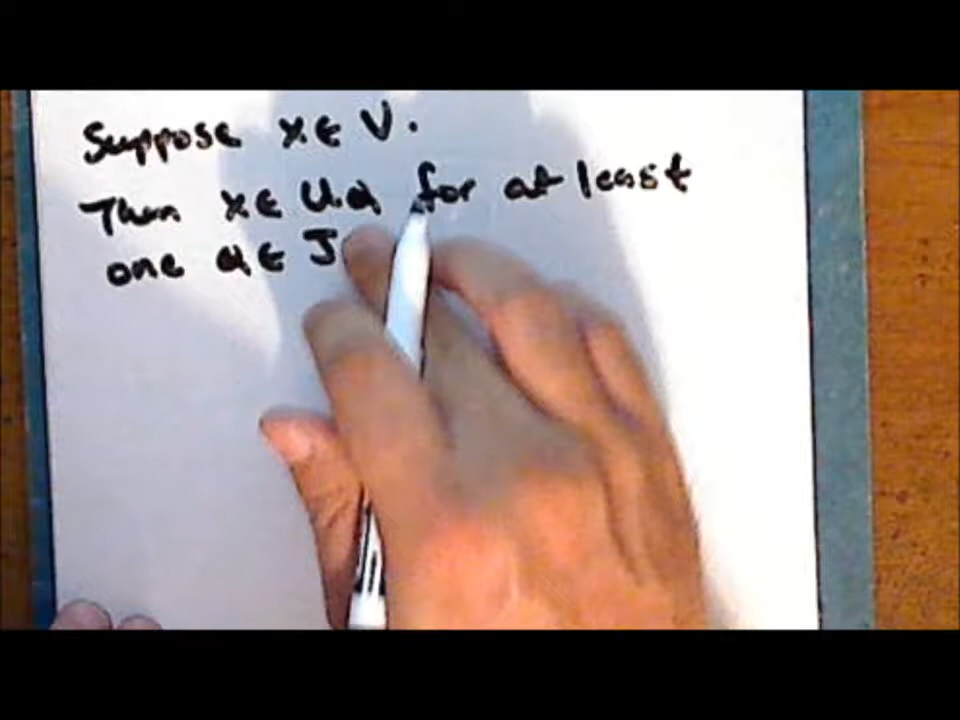 Suppose x ∈ V.
Then x ∈ Uα for at least
one α ∈ J